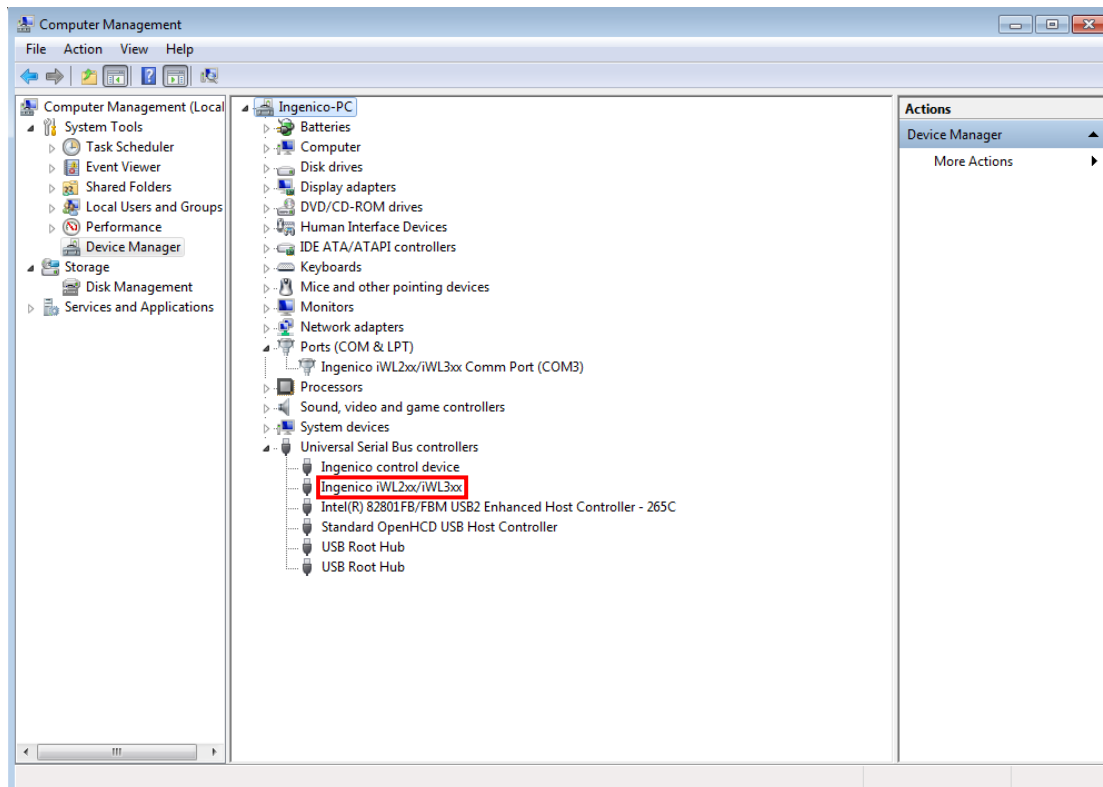 Computer Management
File Action View Help
Computer Management (Local
System Tools
Task Scheduler
Event Viewer
Shared Folders
Local Users and Groups
Performance
Device Manager
Storage
Disk Management
Services and Applications
Ingenico-PC
Batteries
Computer
Disk drives
Display adapters
DVD/CD-ROM drives
Human Interface Devices
IDE ATA/ATAPI controllers
Keyboards
Mice and other pointing devices
Monitors
Network adapters
Ports (COM & LPT)
Ingenico iWL2xx/iWL3xx Comm Port (COM3)
Processors
Sound, video and game controllers
System devices
Universal Serial Bus controllers
Ingenico control device
Ingenico iWL2xx/iWL3xx
Intel(R) 82801FB/FBM USB2 Enhanced Host Controller - 265C
Standard OpenHCD USB Host Controller
USB Root Hub
USB Root Hub
Actions
Device Manager
More Actions